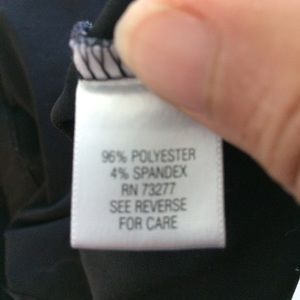 96% POLYESTER
4% SPANDEX
RN 73277
SEE REVERSE
FOR CARE